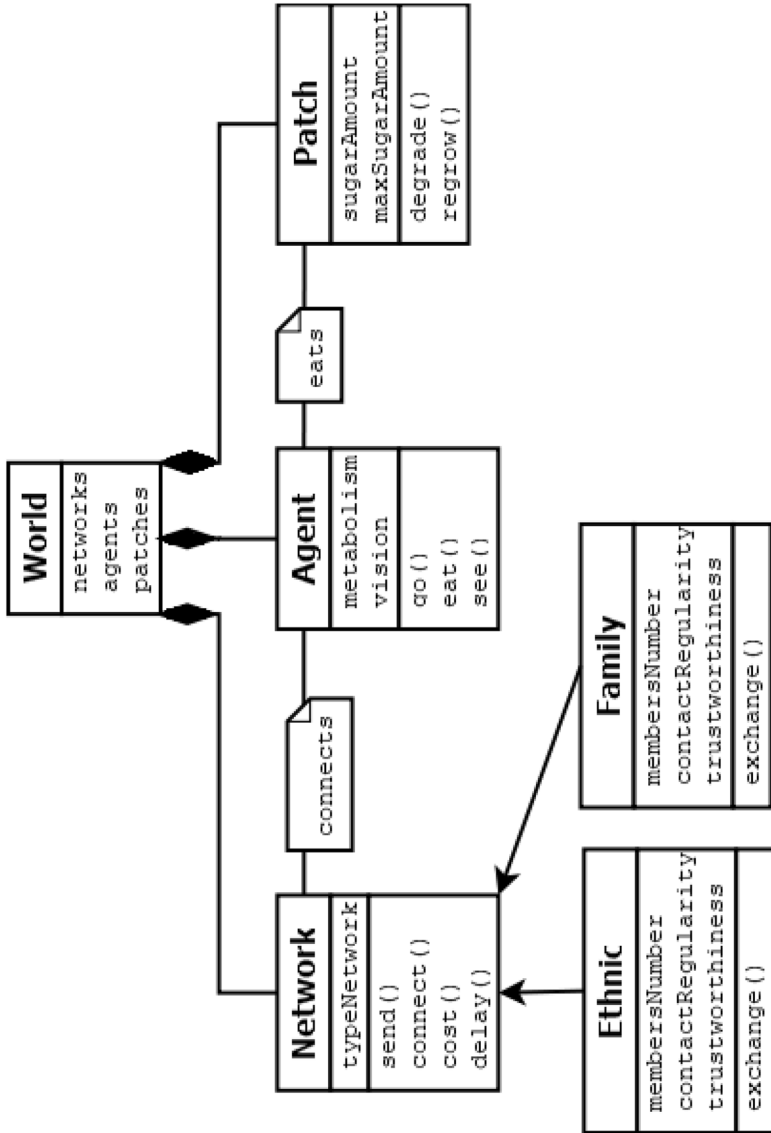 World
networks
agents
patches
Network
typeNetwork
send()
connect()
cost()
delay()
connects
Agent
metabolism
vision
go()
eat()
see()
eats
Patch
sugarAmount
maxSugarAmount
degrade()
regrow()
Ethnic
membersNumber
contactRegularity
trustworthiness
exchange()
Family
membersNumber
contactRegularity
trustworthiness
exchange()